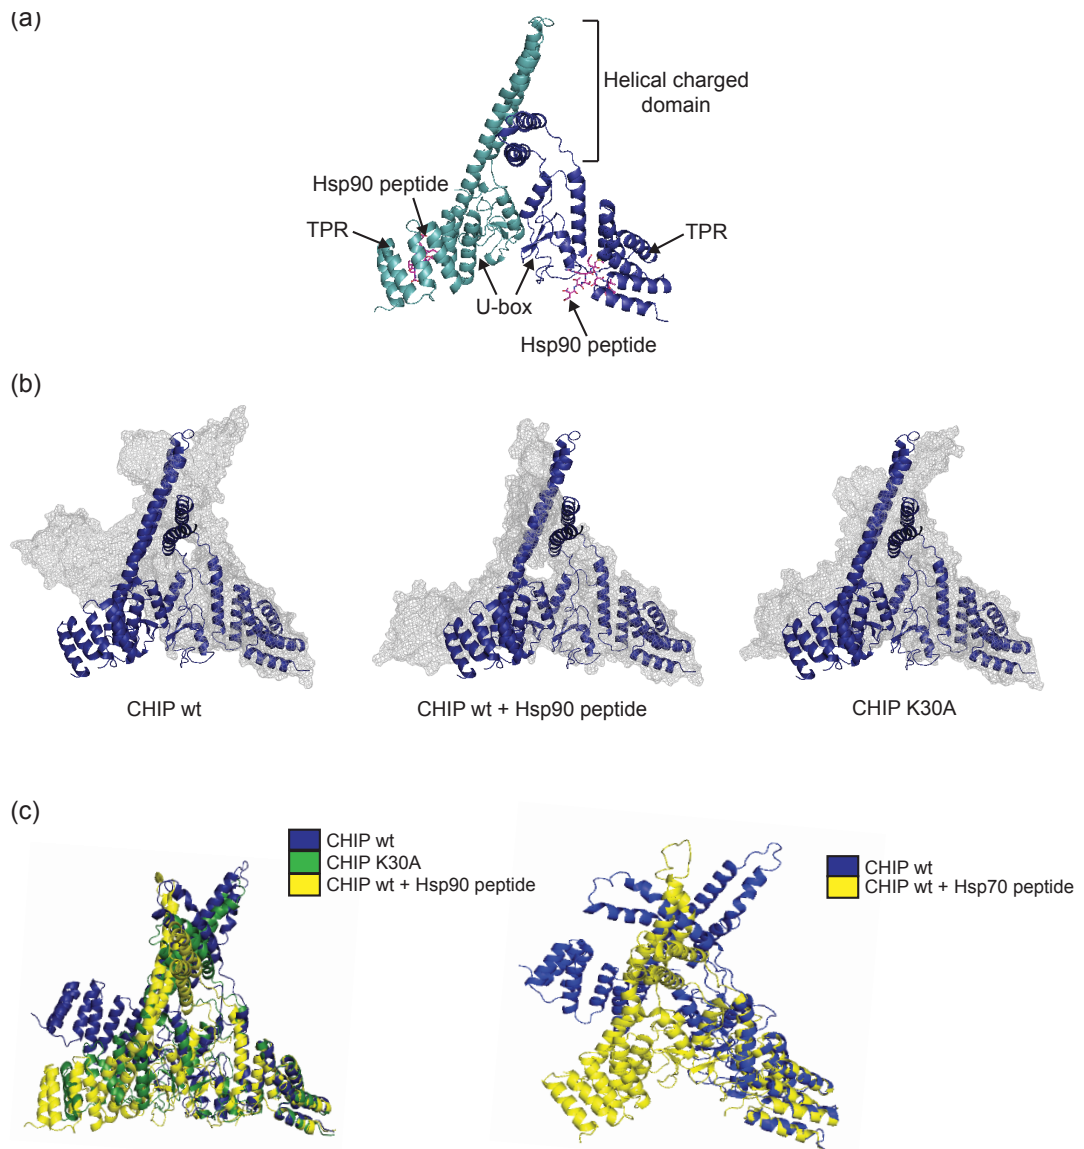 (a)
Helical charged
domain
Hsp90 peptide
TPR
TPR
U-box
Hsp90 peptide
(b)
CHIP wt
CHIP wt + Hsp90 peptide
CHIP K30A
(c)
CHIP wt
CHIP K30A
CHIP wt + Hsp90 peptide
CHIP wt
CHIP wt + Hsp70 peptide